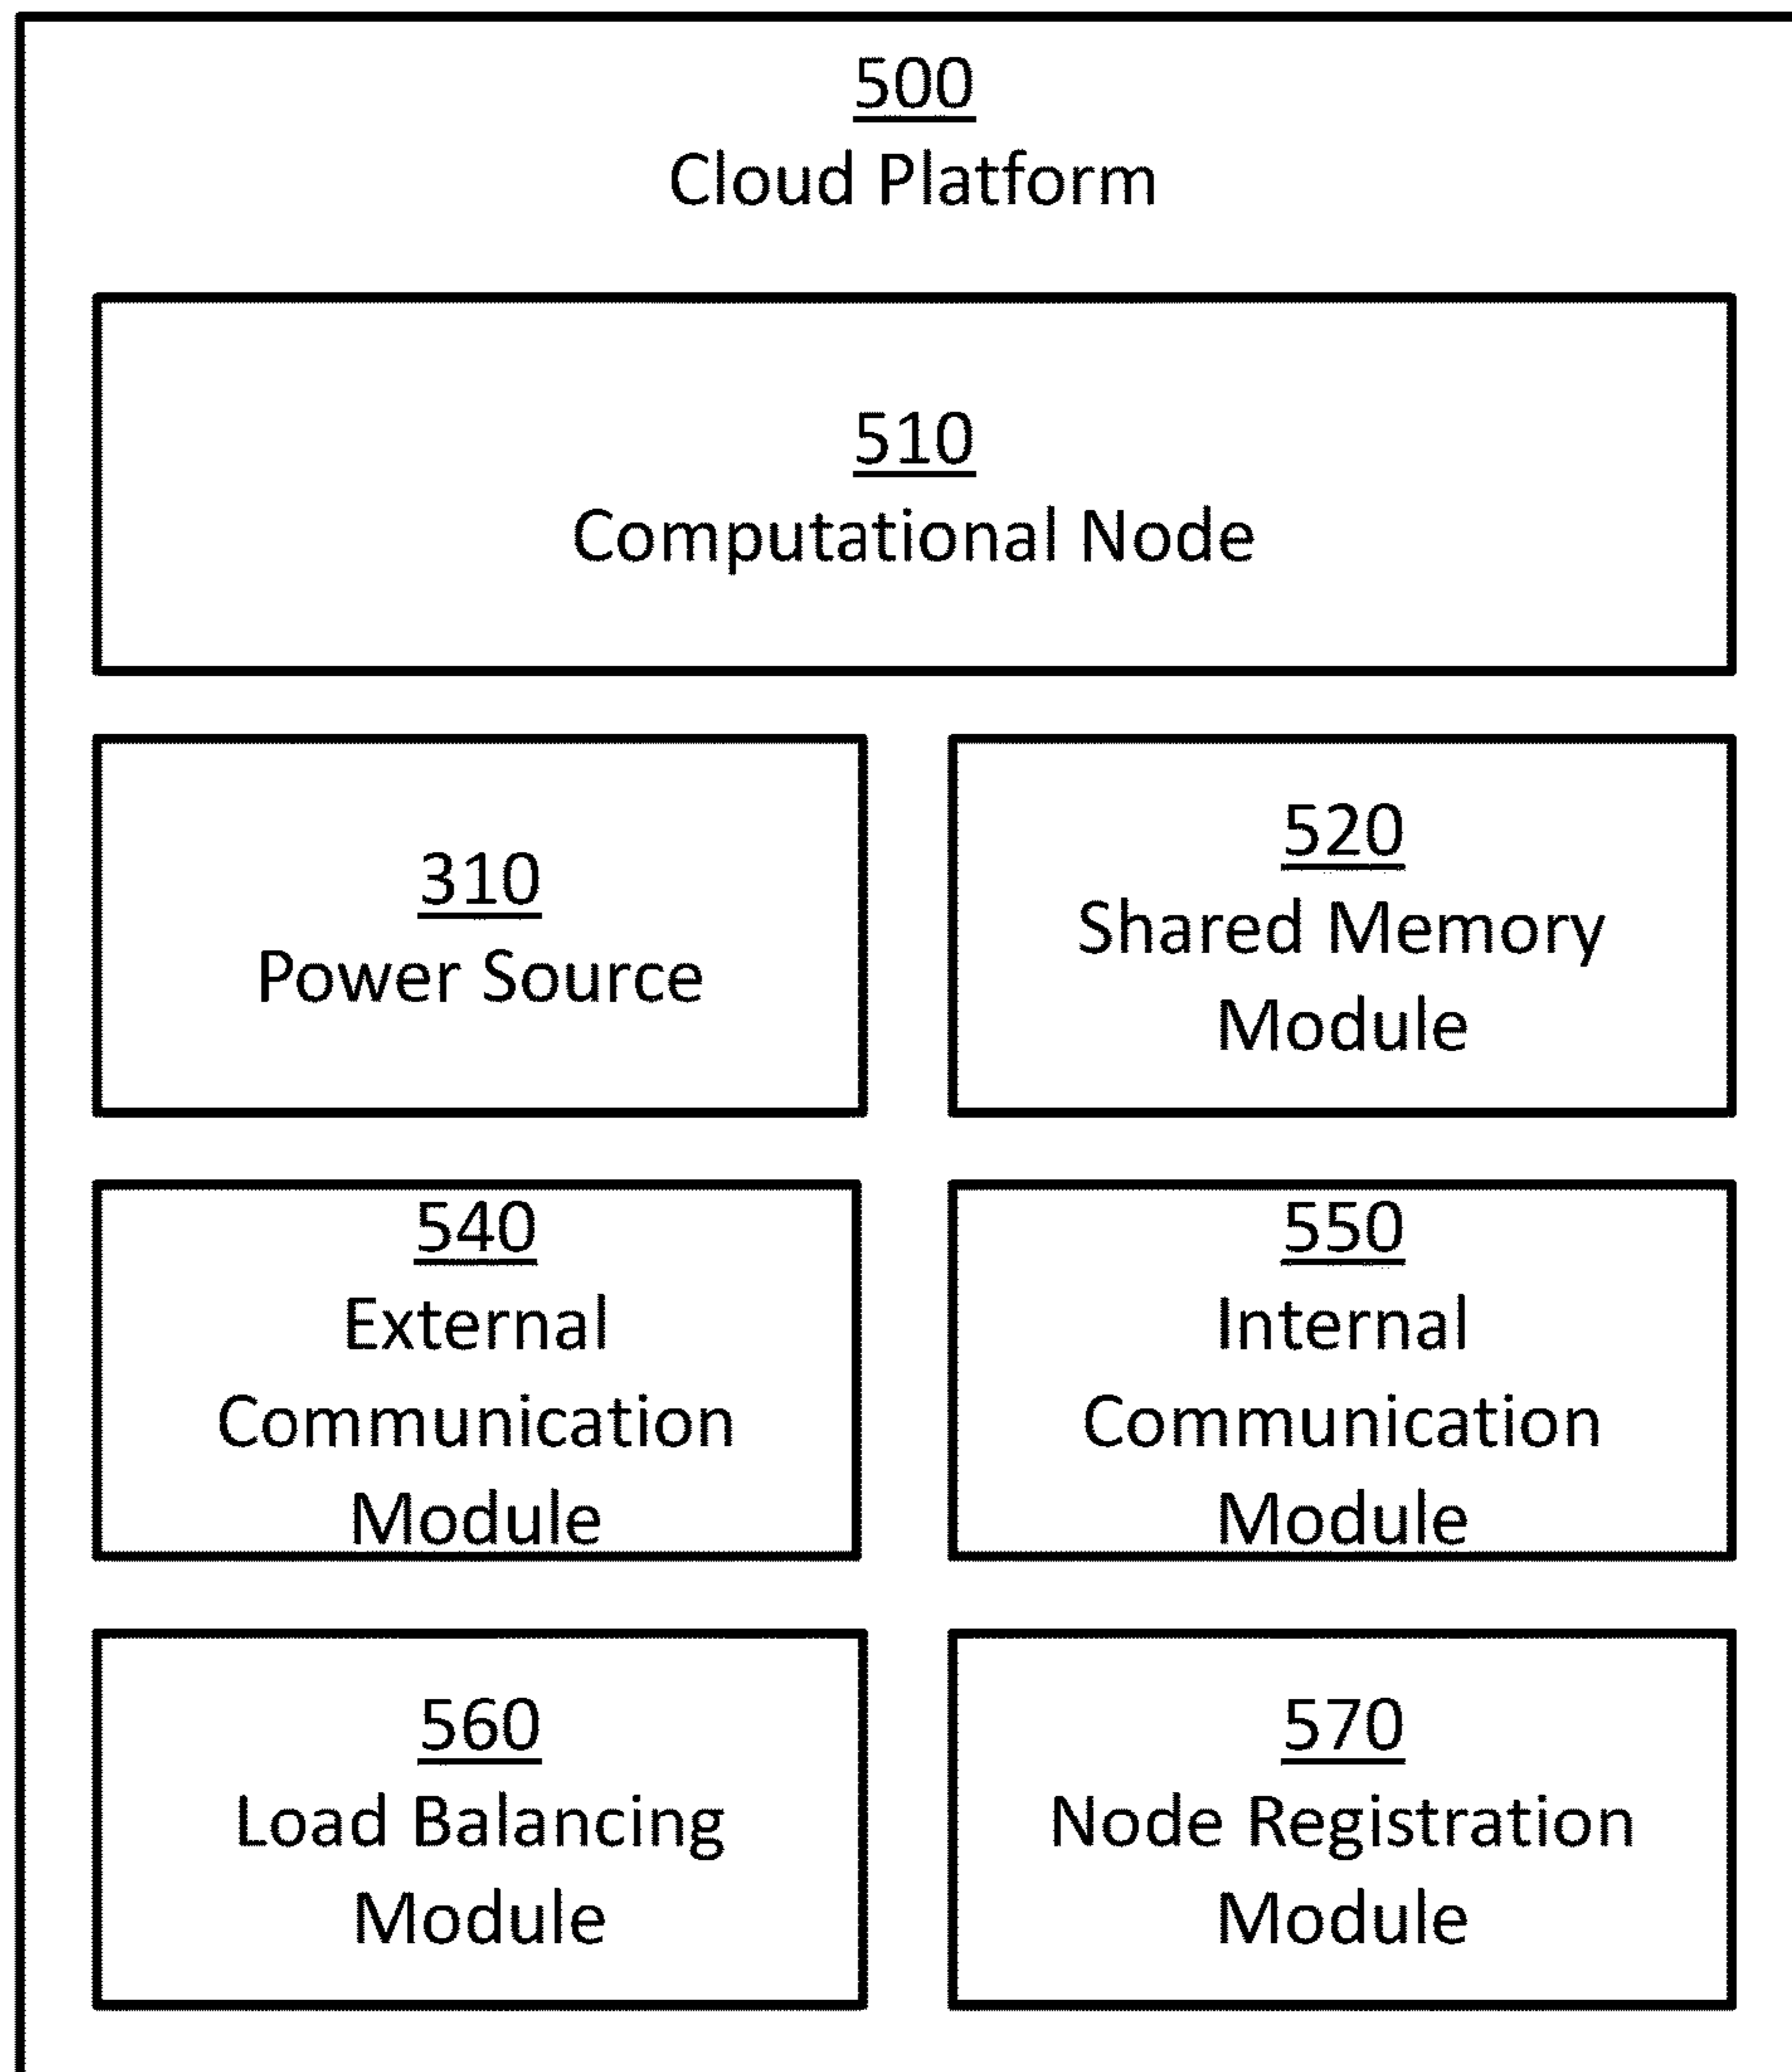 500
Cloud Platform
510
Computational Node
310
Power Source
520
Shared Memory
Module
540
External
Communication
Module
550
Internal
Communication
Module
560
Load Balancing
Module
570
Node Registration
Module